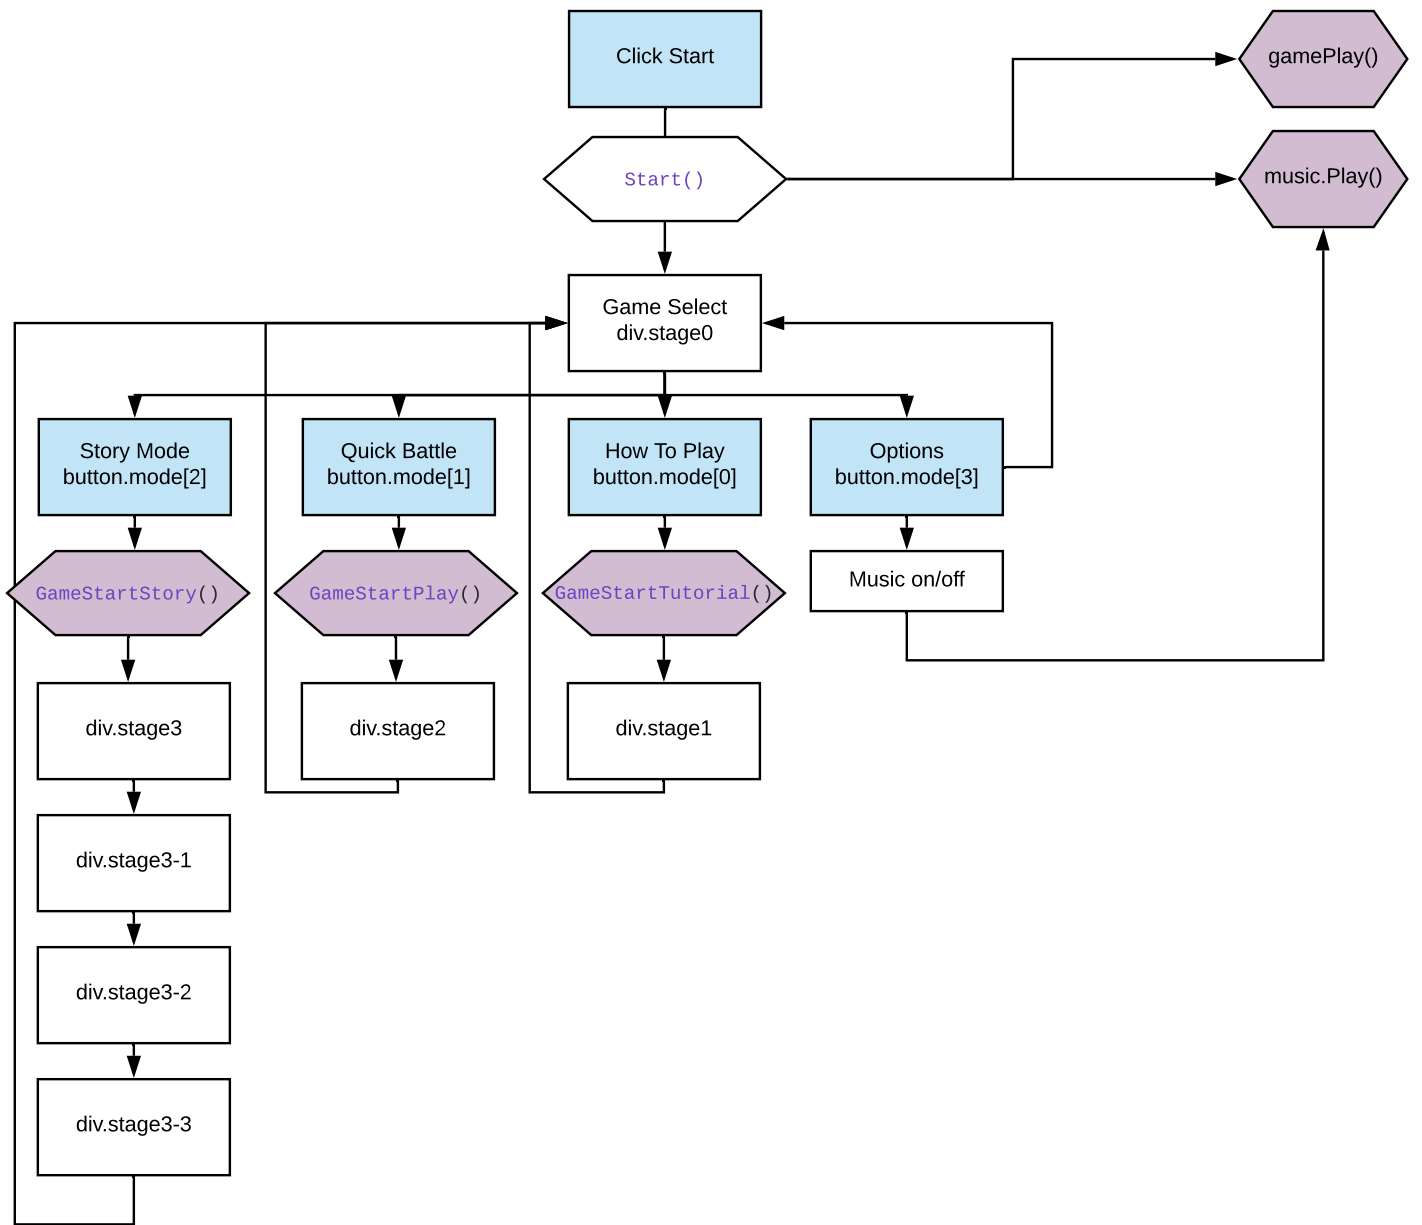 Click Start
gamePlay()
Start()
music.Play()
Game Select
div.stage0
Story Mode
button.mode[2]
Quick Battle
button.mode[1]
How To Play
button.mode[0]
Options
button.mode[3]
GameStartStory()
GameStartPlay()
GameStartTutorial()
Music on/off
div.stage3
div.stage2
div.stage1
div.stage3-1
div.stage3-2
div.stage3-3